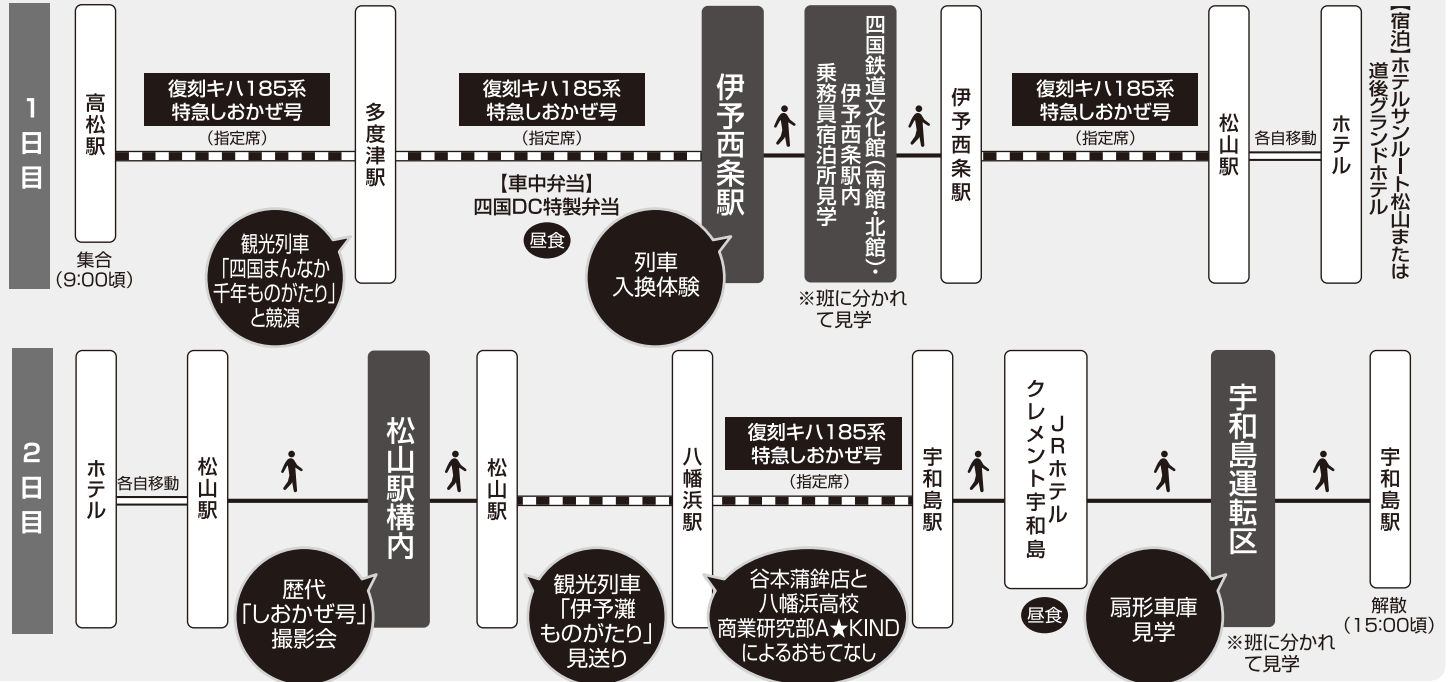 1日目
高松駅
集合
(9:00頃)
復刻キハ185系
特急しおかぜ号
(指定席)
多度津駅
観光列車
「四国まんなか
千年ものがたり」
と競演
復刻キハ185系
特急しおかぜ号
(指定席)
【車中弁当】
四国DC特製弁当
昼食
伊予西条駅
列車
入換体験
四国鉄道文化館(南館・北館)・
伊予西条駅内
乗務員宿泊所見学
※班に分かれ
て見学
伊予西条駅
復刻キハ185系
特急しおかぜ号
(指定席)
松山駅
各自移動
ホテル
【宿泊】ホテルサンルート松山または
道後グランドホテル
2日目
ホテル
各自移動
松山駅
松山駅構内
歴代
「しおかぜ号」
撮影会
松山駅
観光列車
「伊予灘
ものがたり」
見送り
八幡浜駅
谷本蒲鉾店と
八幡浜高校
商業研究部A★KIND
によるおもてなし
復刻キハ185系
特急しおかぜ号
(指定席)
宇和島駅
JRホテル
クレメント宇和島
昼食
宇和島運転区
扇形車庫
見学
※班に分かれ
て見学
宇和島駅
解散
(15:00頃)